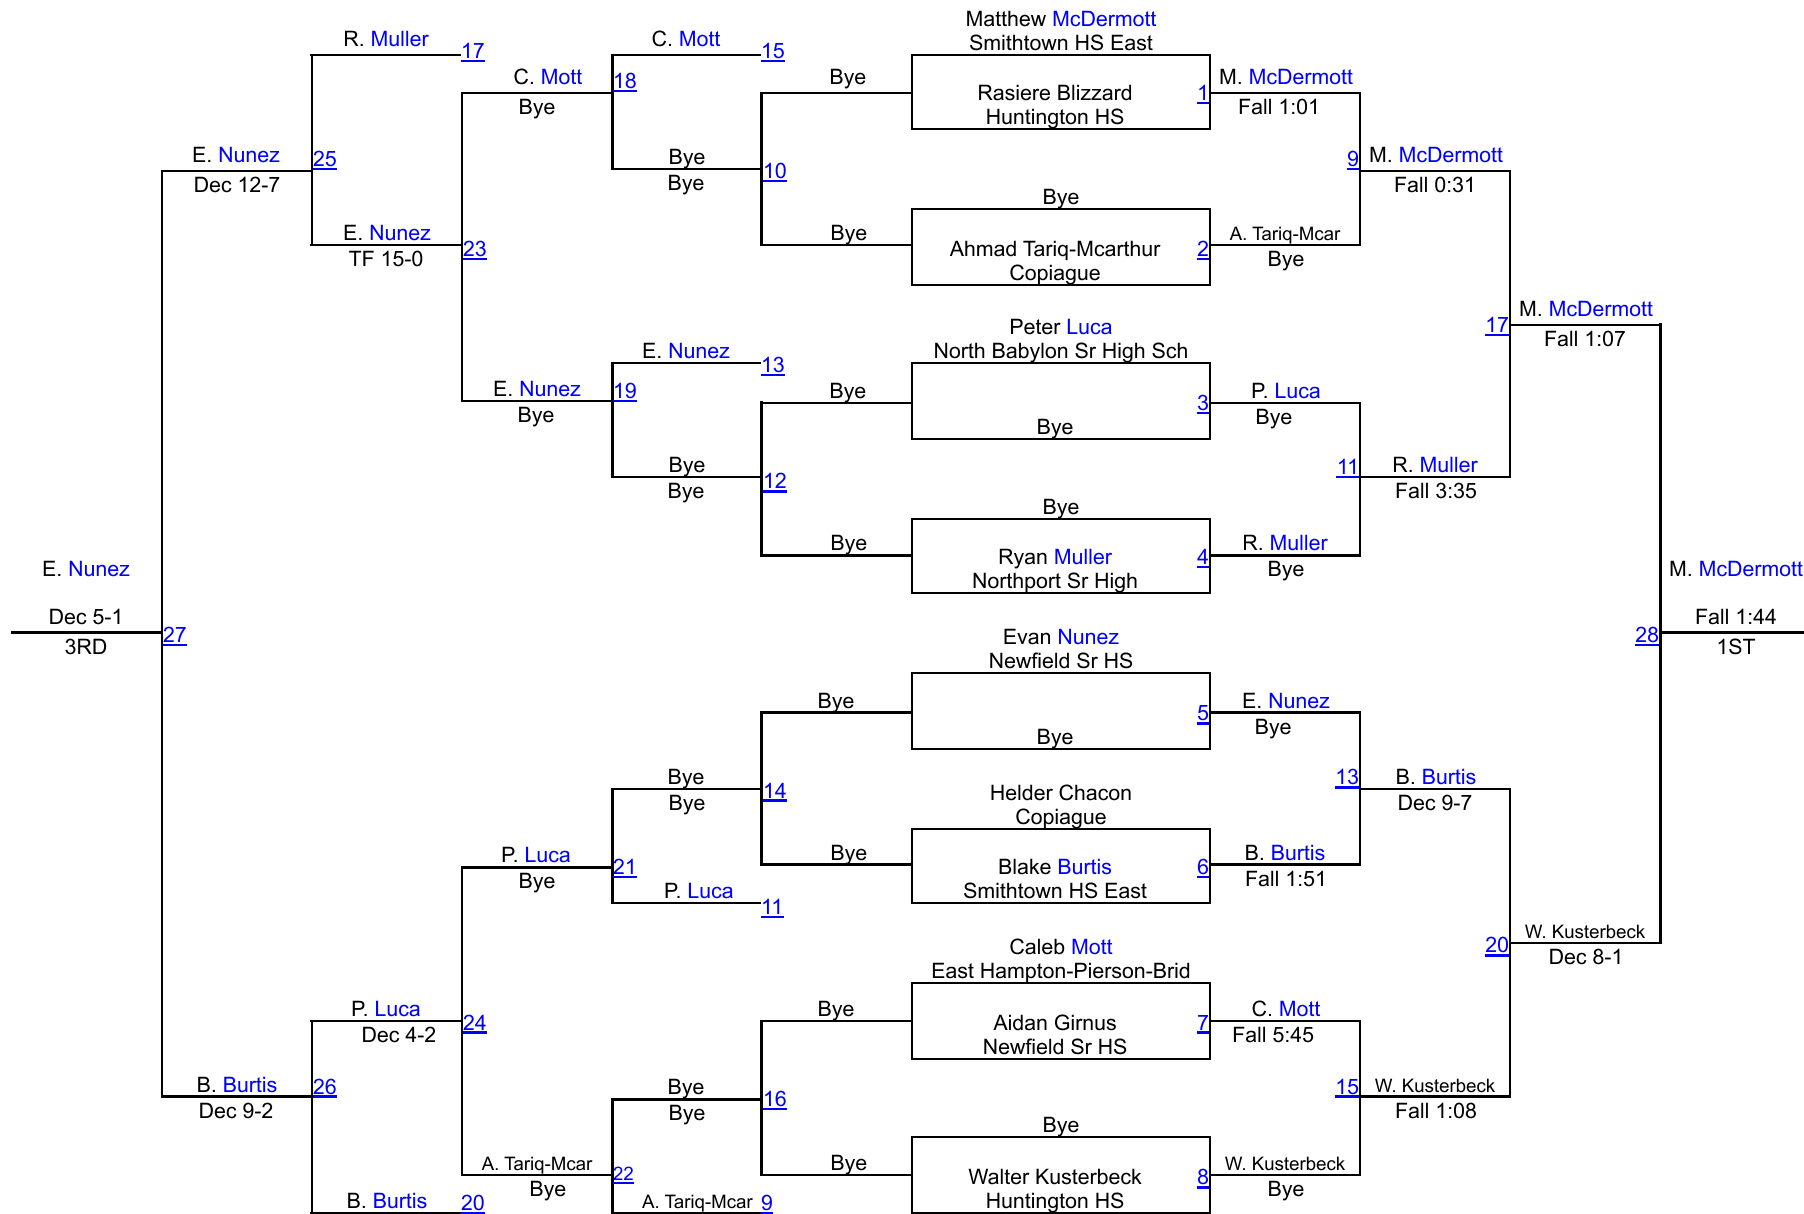 Matthew McDermott
Smithtown HS East
R. Muller
17
C. Mott
15
C. Mott
18
Bye
Bye
Rasiere Blizzard
Huntington HS
1
M. McDermott
Fall 1:01
E. Nunez
25
Dec 12-7
Bye
Bye
10
9
M. McDermott
Fall 0:31
Bye
E. Nunez
TF 15-0
23
Bye
Ahmad Tariq-Mcarthur
Copiague
2
A. Tariq-Mcar
Bye
Peter Luca
North Babylon Sr High Sch
17
M. McDermott
Fall 1:07
E. Nunez
13
E. Nunez
19
Bye
Bye
3
Bye
P. Luca
Bye
Bye
Bye
12
11
R. Muller
Fall 3:35
Bye
Bye
Ryan Muller
Northport Sr High
4
R. Muller
Bye
E. Nunez
Dec 5-1
3RD
27
M. McDermott
Fall 1:44
1ST
28
Evan Nunez
Newfield Sr HS
Bye
5
Bye
E. Nunez
Bye
Bye
Bye
14
13
B. Burtis
Dec 9-7
Helder Chacon
Copiague
P. Luca
Bye
21
Bye
Blake Burtis
Smithtown HS East
6
B. Burtis
Fall 1:51
P. Luca
11
20
W. Kusterbeck
Dec 8-1
Caleb Mott
East Hampton-Pierson-Brid
P. Luca
Dec 4-2
24
Bye
Aidan Girnus
Newfield Sr HS
7
C. Mott
Fall 5:45
B. Burtis
Dec 9-2
26
Bye
Bye
16
15
W. Kusterbeck
Fall 1:08
Bye
A. Tariq-Mcar
Bye
22
Bye
Walter Kusterbeck
Huntington HS
8
W. Kusterbeck
Bye
B. Burtis
20
A. Tariq-Mcar
9